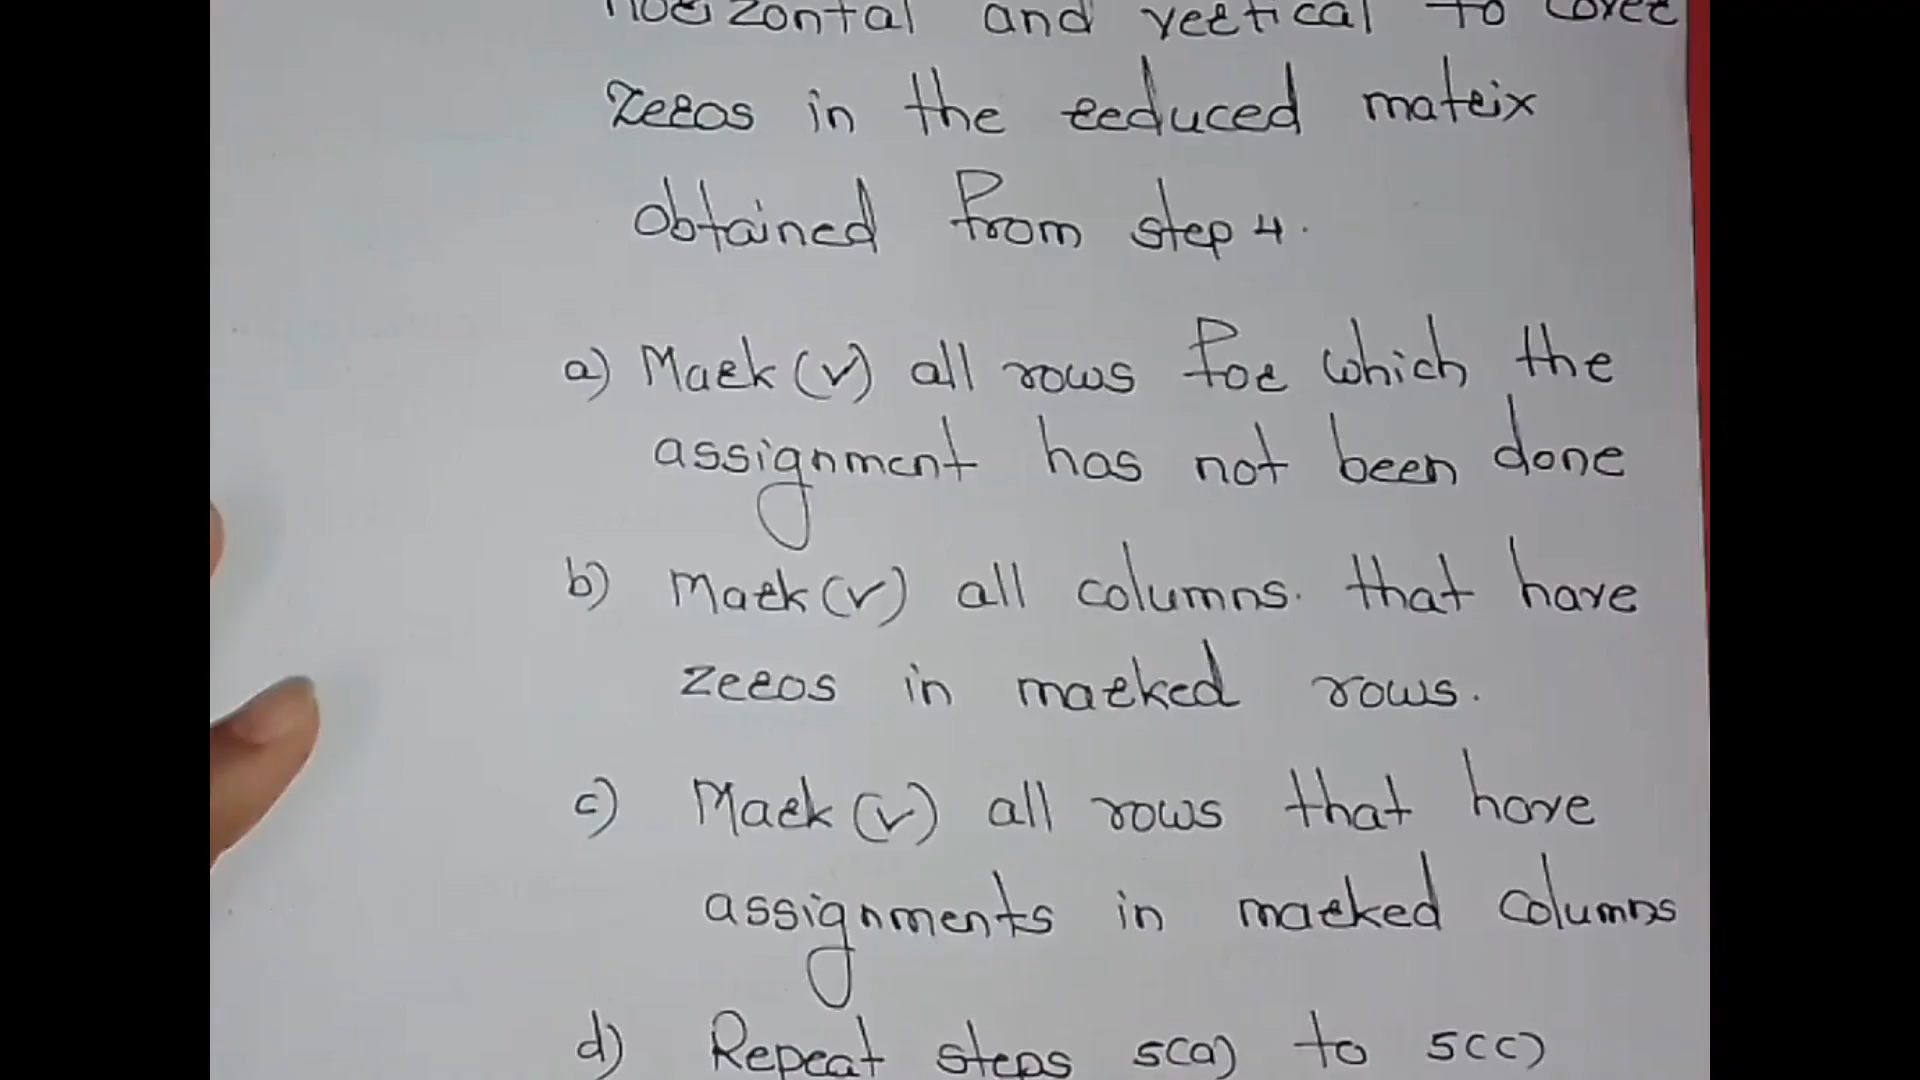 horizontal and vertical to cover
zeros in the reduced matrix
obtained from step 4.
a) Mark (✓) all rows for which the
assignment has not been done
b) Mark (✓) all columns. that have
zeros in marked rows.
c) Mark (✓) all rows that have
assignments in marked columns
d) Repeat steps 5(a) to 5(c)